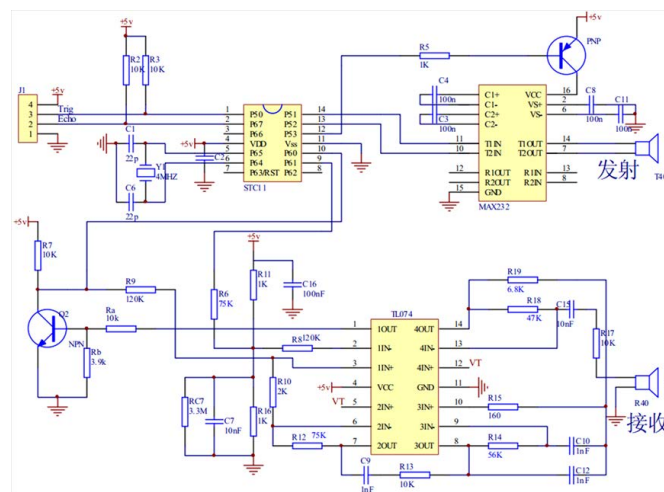 +5v
+5v
PNP
R2
10K
R3
10K
R5
1K
J1
+5v
4
3
2
1
Trig
Echo
1
2
3
4
5
6
7
P50
P67
P66
VDD
P65
P64
P63/RST
P51
P52
P53
Vss
P60
P61
P62
14
13
12
11
10
9
8
STC11
C1
22p
Y1
4MHZ
C6
22p
+5v
C2
C4
100n
C3
100n
1
3
4
5
11
10
12
9
15
C1+
C1-
C2+
C2-
T1IN
T2IN
R1OUT
R2OUT
GND
VCC
VS+
VS-
T1OUT
T2OUT
R1IN
R2IN
16
2
6
14
7
13
8
MAX232
C8
100n
C11
100n
发射
T40
+5v
R7
10K
R9
120K
Q2
NPN
Ra
10k
Rb
3.9k
R6
75K
+5v
R11
1K
C16
100nF
R8
120K
RC7
3.3M
C7
10nF
R16
1K
R10
2K
R12
75K
+5v
VT
TL074
1
2
3
4
5
6
7
1OUT
1IN-
1IN+
VCC
2IN+
2IN-
2OUT
4OUT
4IN-
4IN+
GND
3IN+
3IN-
3OUT
14
13
12
11
10
9
8
VT
R19
6.8K
R18
47K
C15
10nF
R17
10K
R40
接收
R15
160
R14
56K
C10
1nF
C9
1nF
R13
10K
C12
1nF